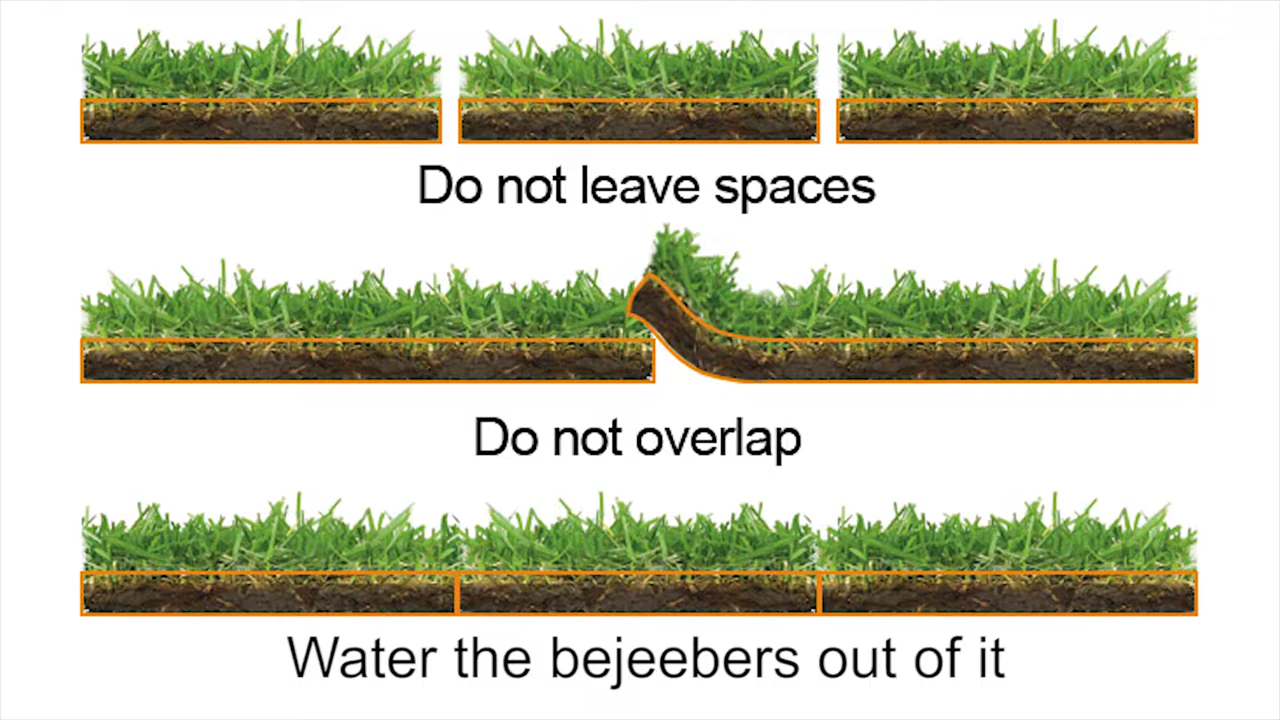 Do not leave spaces
Do not overlap
Water the bejeebers out of it